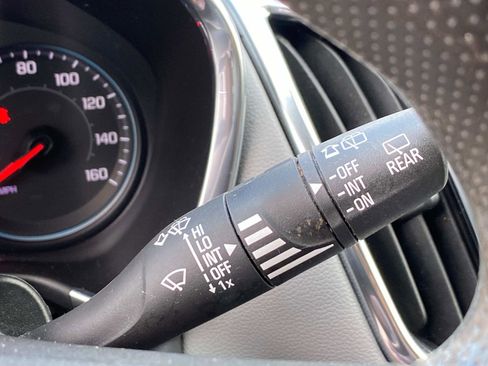 80
100
120
140
160
MPH
HI
LO
INT
OFF
1x
-OFF
-INT
-ON
REAR